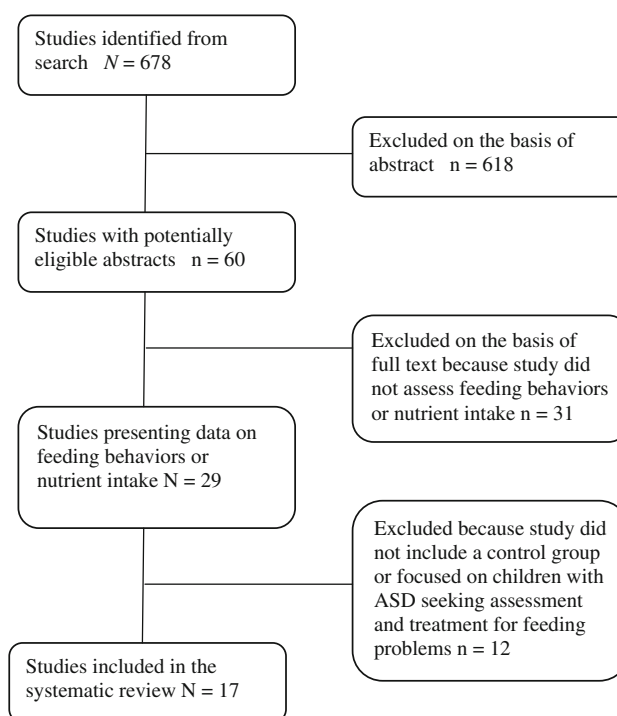 Studies identified from
search N = 678
Excluded on the basis of
abstract n = 618
Studies with potentially
eligible abstracts n = 60
Excluded on the basis of
full text because study did
not assess feeding behaviors
or nutrient intake n = 31
Studies presenting data on
feeding behaviors or
nutrient intake N = 29
Excluded because study did
not include a control group
or focused on children with
ASD seeking assessment
and treatment for feeding
problems n = 12
Studies included in the
systematic review N = 17